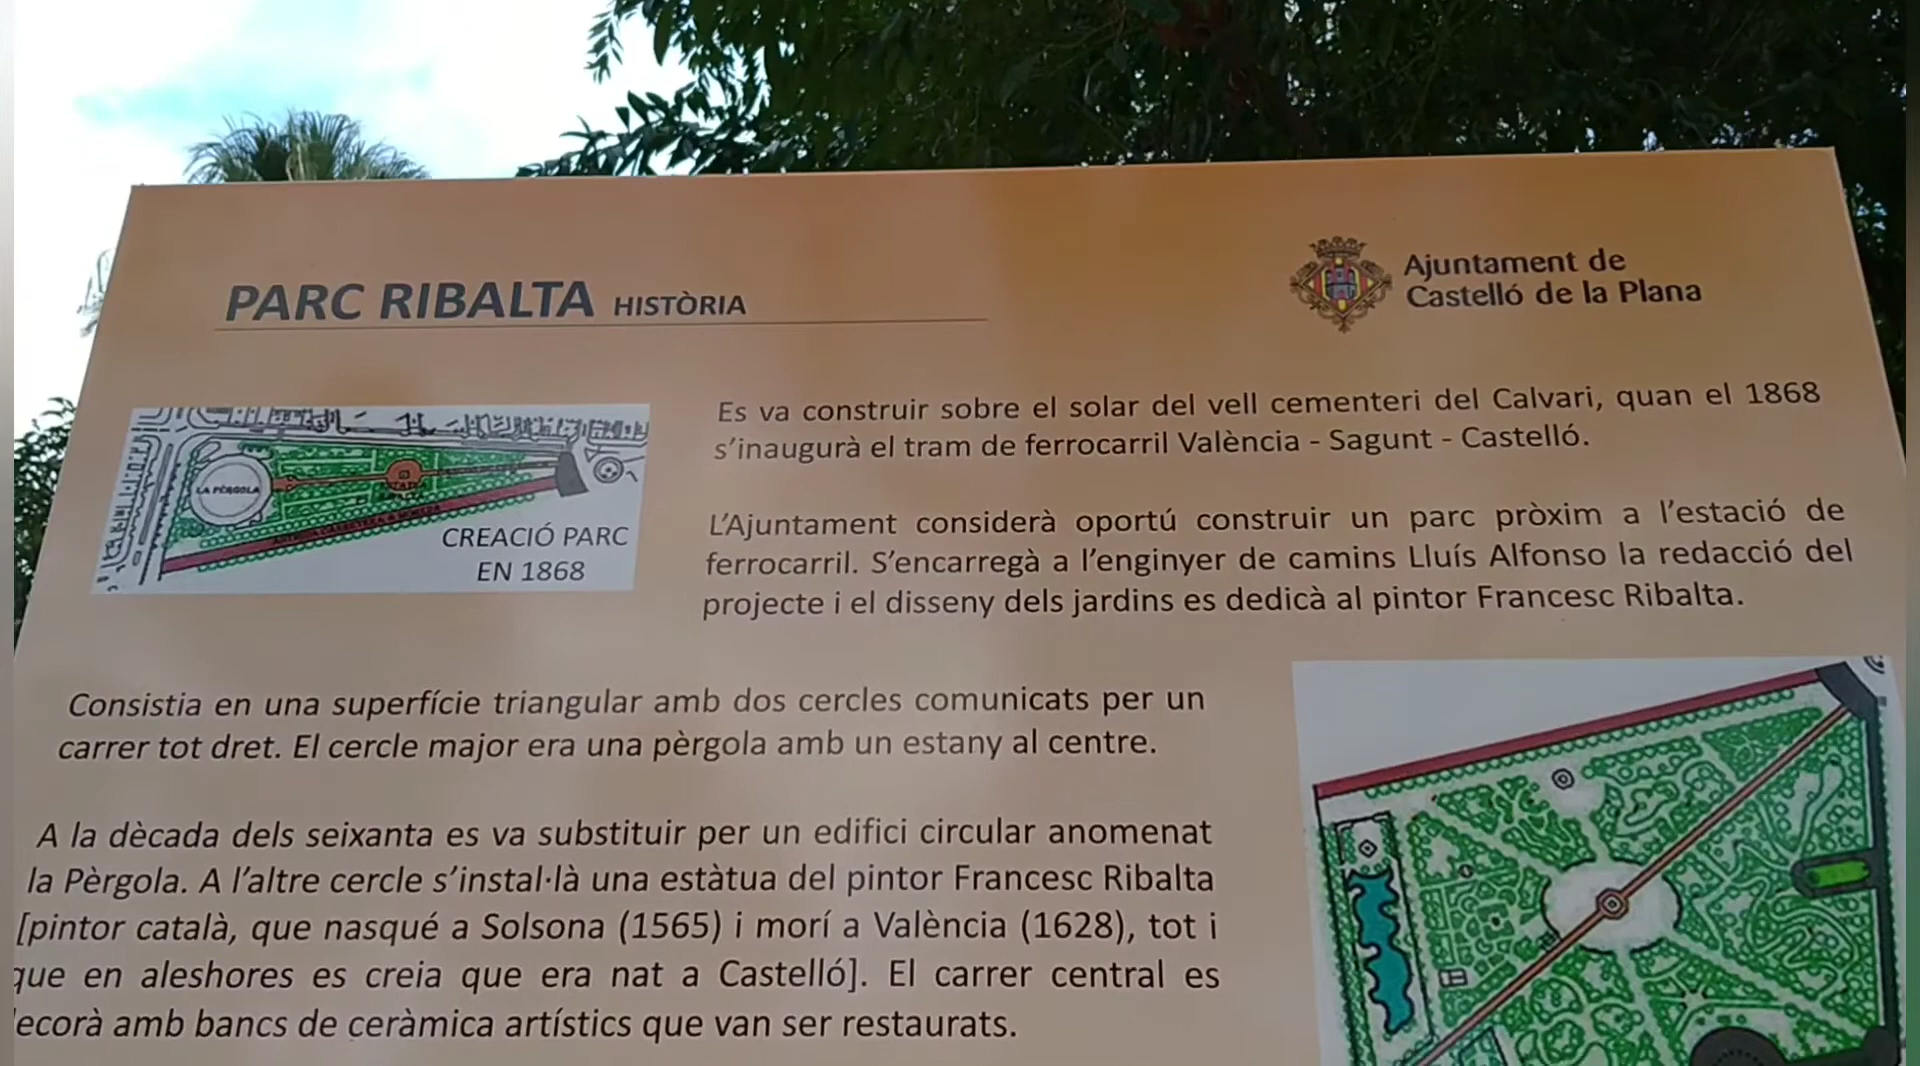 PARC RIBALTA HISTÒRIA
Ajuntament de
Castelló de la Plana
Es va construir sobre el solar del vell cementeri del Calvari, quan el 1868
s'inaugurà el tram de ferrocarril València - Sagunt - Castelló.
LA PÈRGOLA
CREACIÓ PARC
EN 1868
L'Ajuntament considerà oportú construir un parc pròxim a l'estació de
ferrocarril. S'encarregà a l'enginyer de camins Lluís Alfonso la redacció del
projecte i el disseny dels jardins es dedicà al pintor Francesc Ribalta.
Consistia en una superfície triangular amb dos cercles comunicats per un
carrer tot dret. El cercle major era una pèrgola amb un estany al centre.
A la dècada dels seixanta es va substituir per un edifici circular anomenat
la Pèrgola. A l'altre cercle s'instal·là una estàtua del pintor Francesc Ribalta
[pintor català, que nasqué a Solsona (1565) i morí a València (1628), tot i
que en aleshores es creia que era nat a Castelló]. El carrer central es
ecorà amb bancs de ceràmica artístics que van ser restaurats.